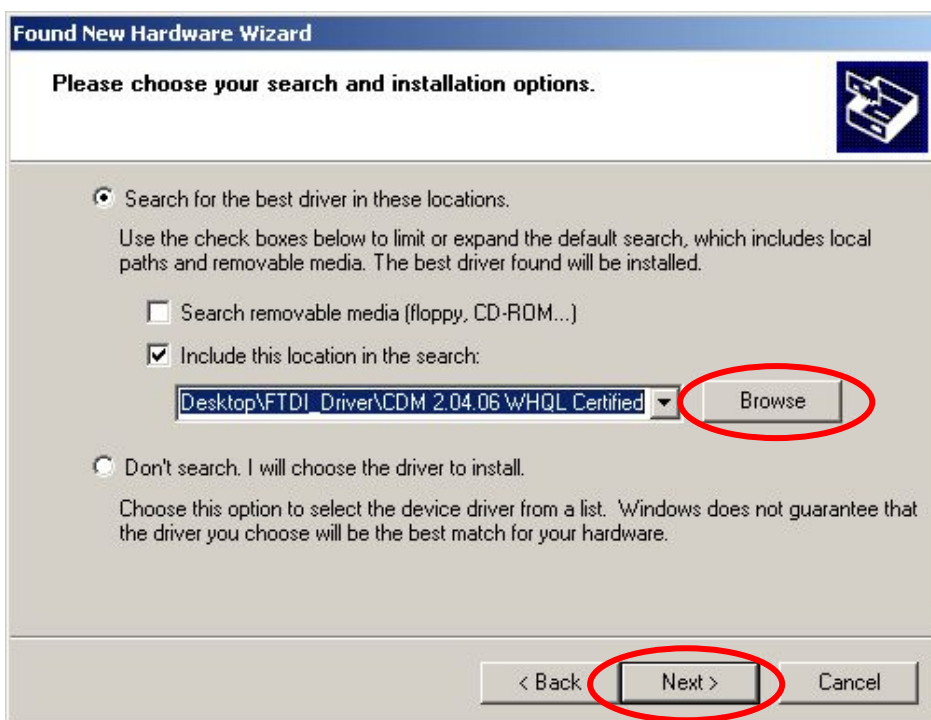 Found New Hardware Wizard
Please choose your search and installation options.
Search for the best driver in these locations.
Use the check boxes below to limit or expand the default search, which includes local
paths and removable media. The best driver found will be installed.
Search removable media (floppy, CD-ROM...)
Include this location in the search:
Desktop\FTDI_Driver\CDM 2.04.06 WHQL Certified
Browse
Don't search. I will choose the driver to install.
Choose this option to select the device driver from a list. Windows does not guarantee that
the driver you choose will be the best match for your hardware.
< Back Next > Cancel